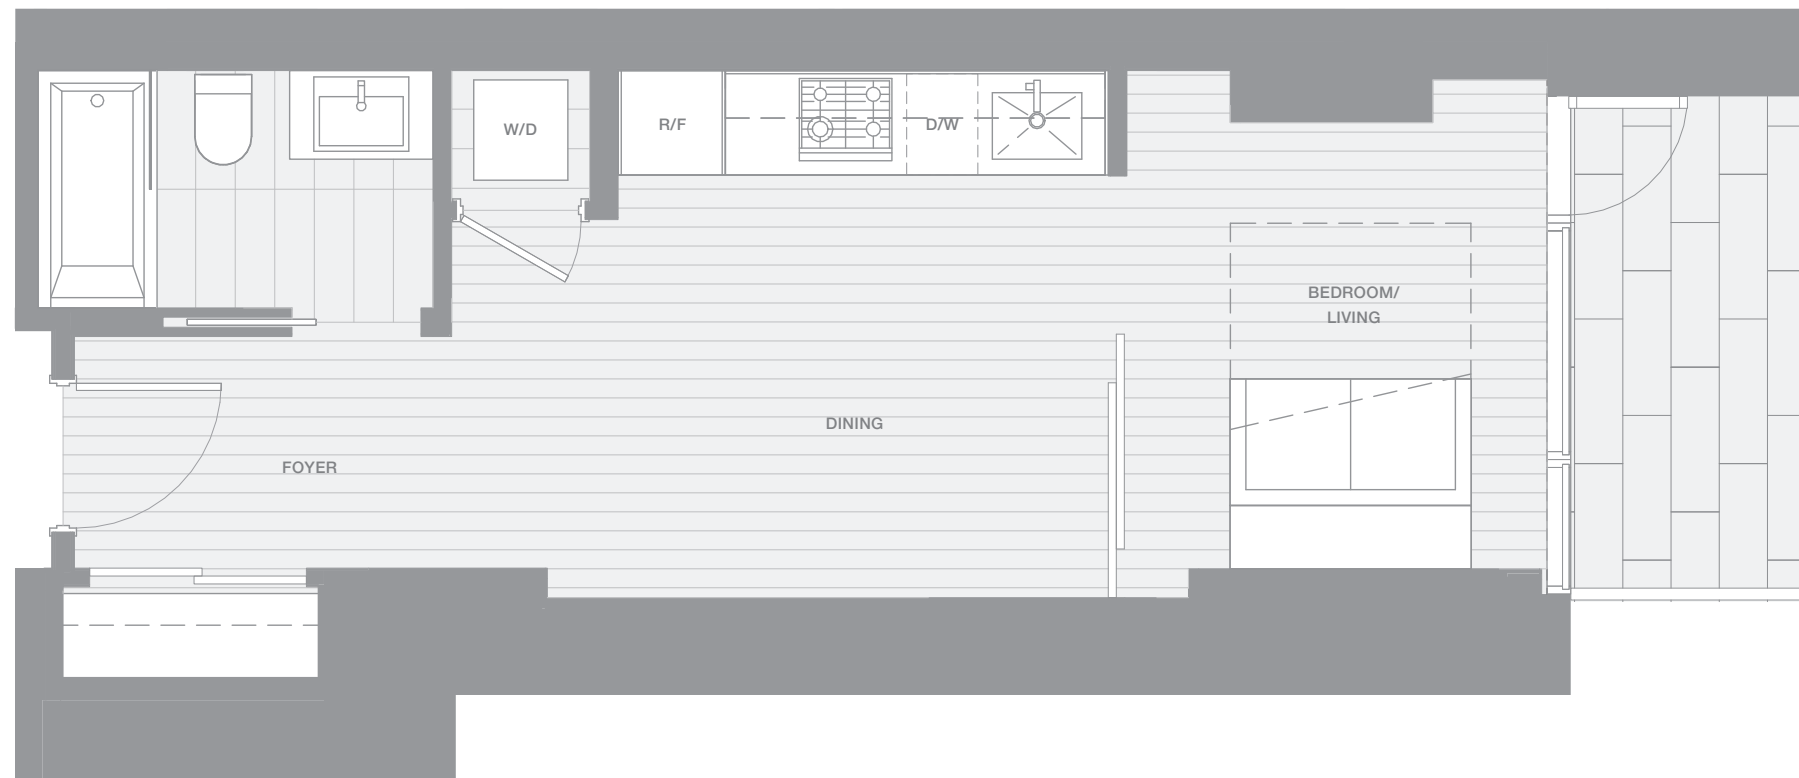 W/D
R/F
D/W
BEDROOM/
LIVING
DINING
FOYER